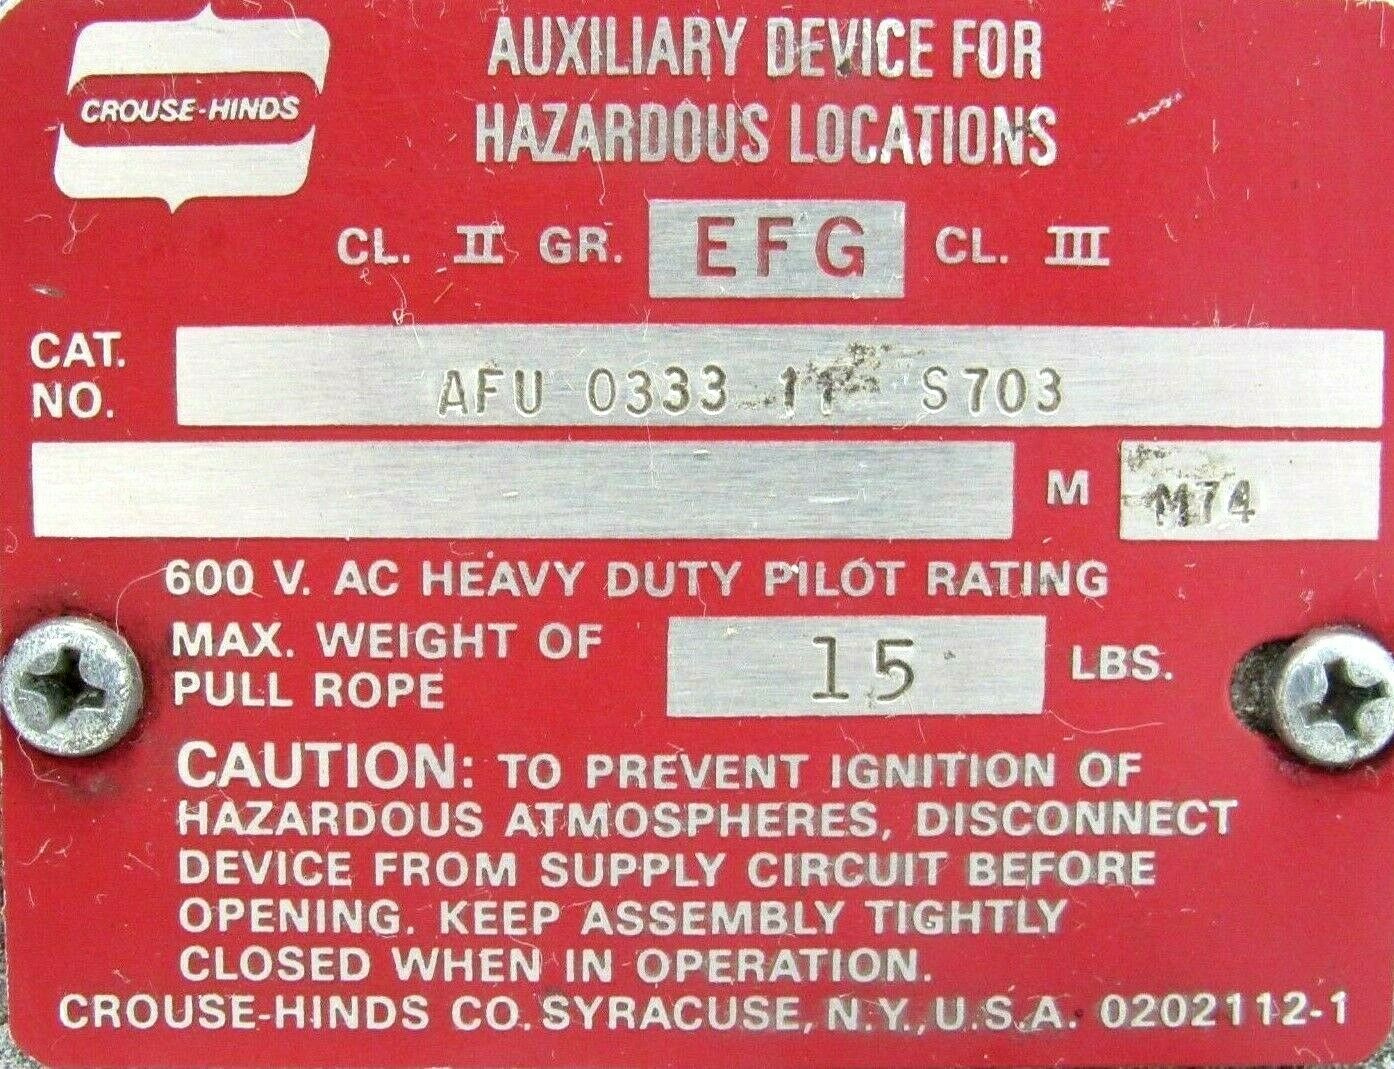 CROUSE-HINDS
AUXILIARY DEVICE FOR
HAZARDOUS LOCATIONS
CL. II GR. EFG CL. III
CAT. NO. AFU 0333 11 S703
M M74
600 V. AC HEAVY DUTY PILOT RATING
MAX. WEIGHT OF
PULL ROPE 15 LBS.
CAUTION: TO PREVENT IGNITION OF
HAZARDOUS ATMOSPHERES, DISCONNECT
DEVICE FROM SUPPLY CIRCUIT BEFORE
OPENING. KEEP ASSEMBLY TIGHTLY
CLOSED WHEN IN OPERATION.
CROUSE-HINDS CO. SYRACUSE, N.Y., U.S.A. 0202112-1